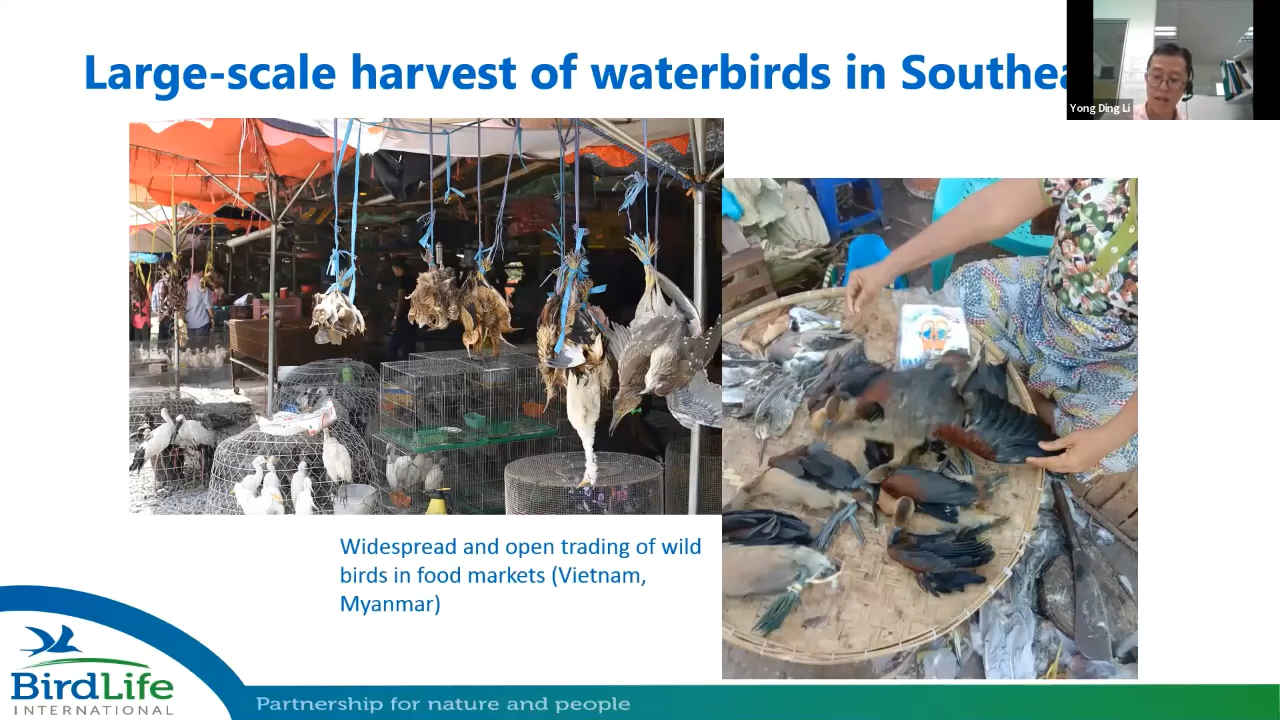 Large-scale harvest of waterbirds in Southea
Yong Ding Li
Widespread and open trading of wild
birds in food markets (Vietnam,
Myanmar)
BirdLife
INTERNATIONAL
Partnership for nature and people